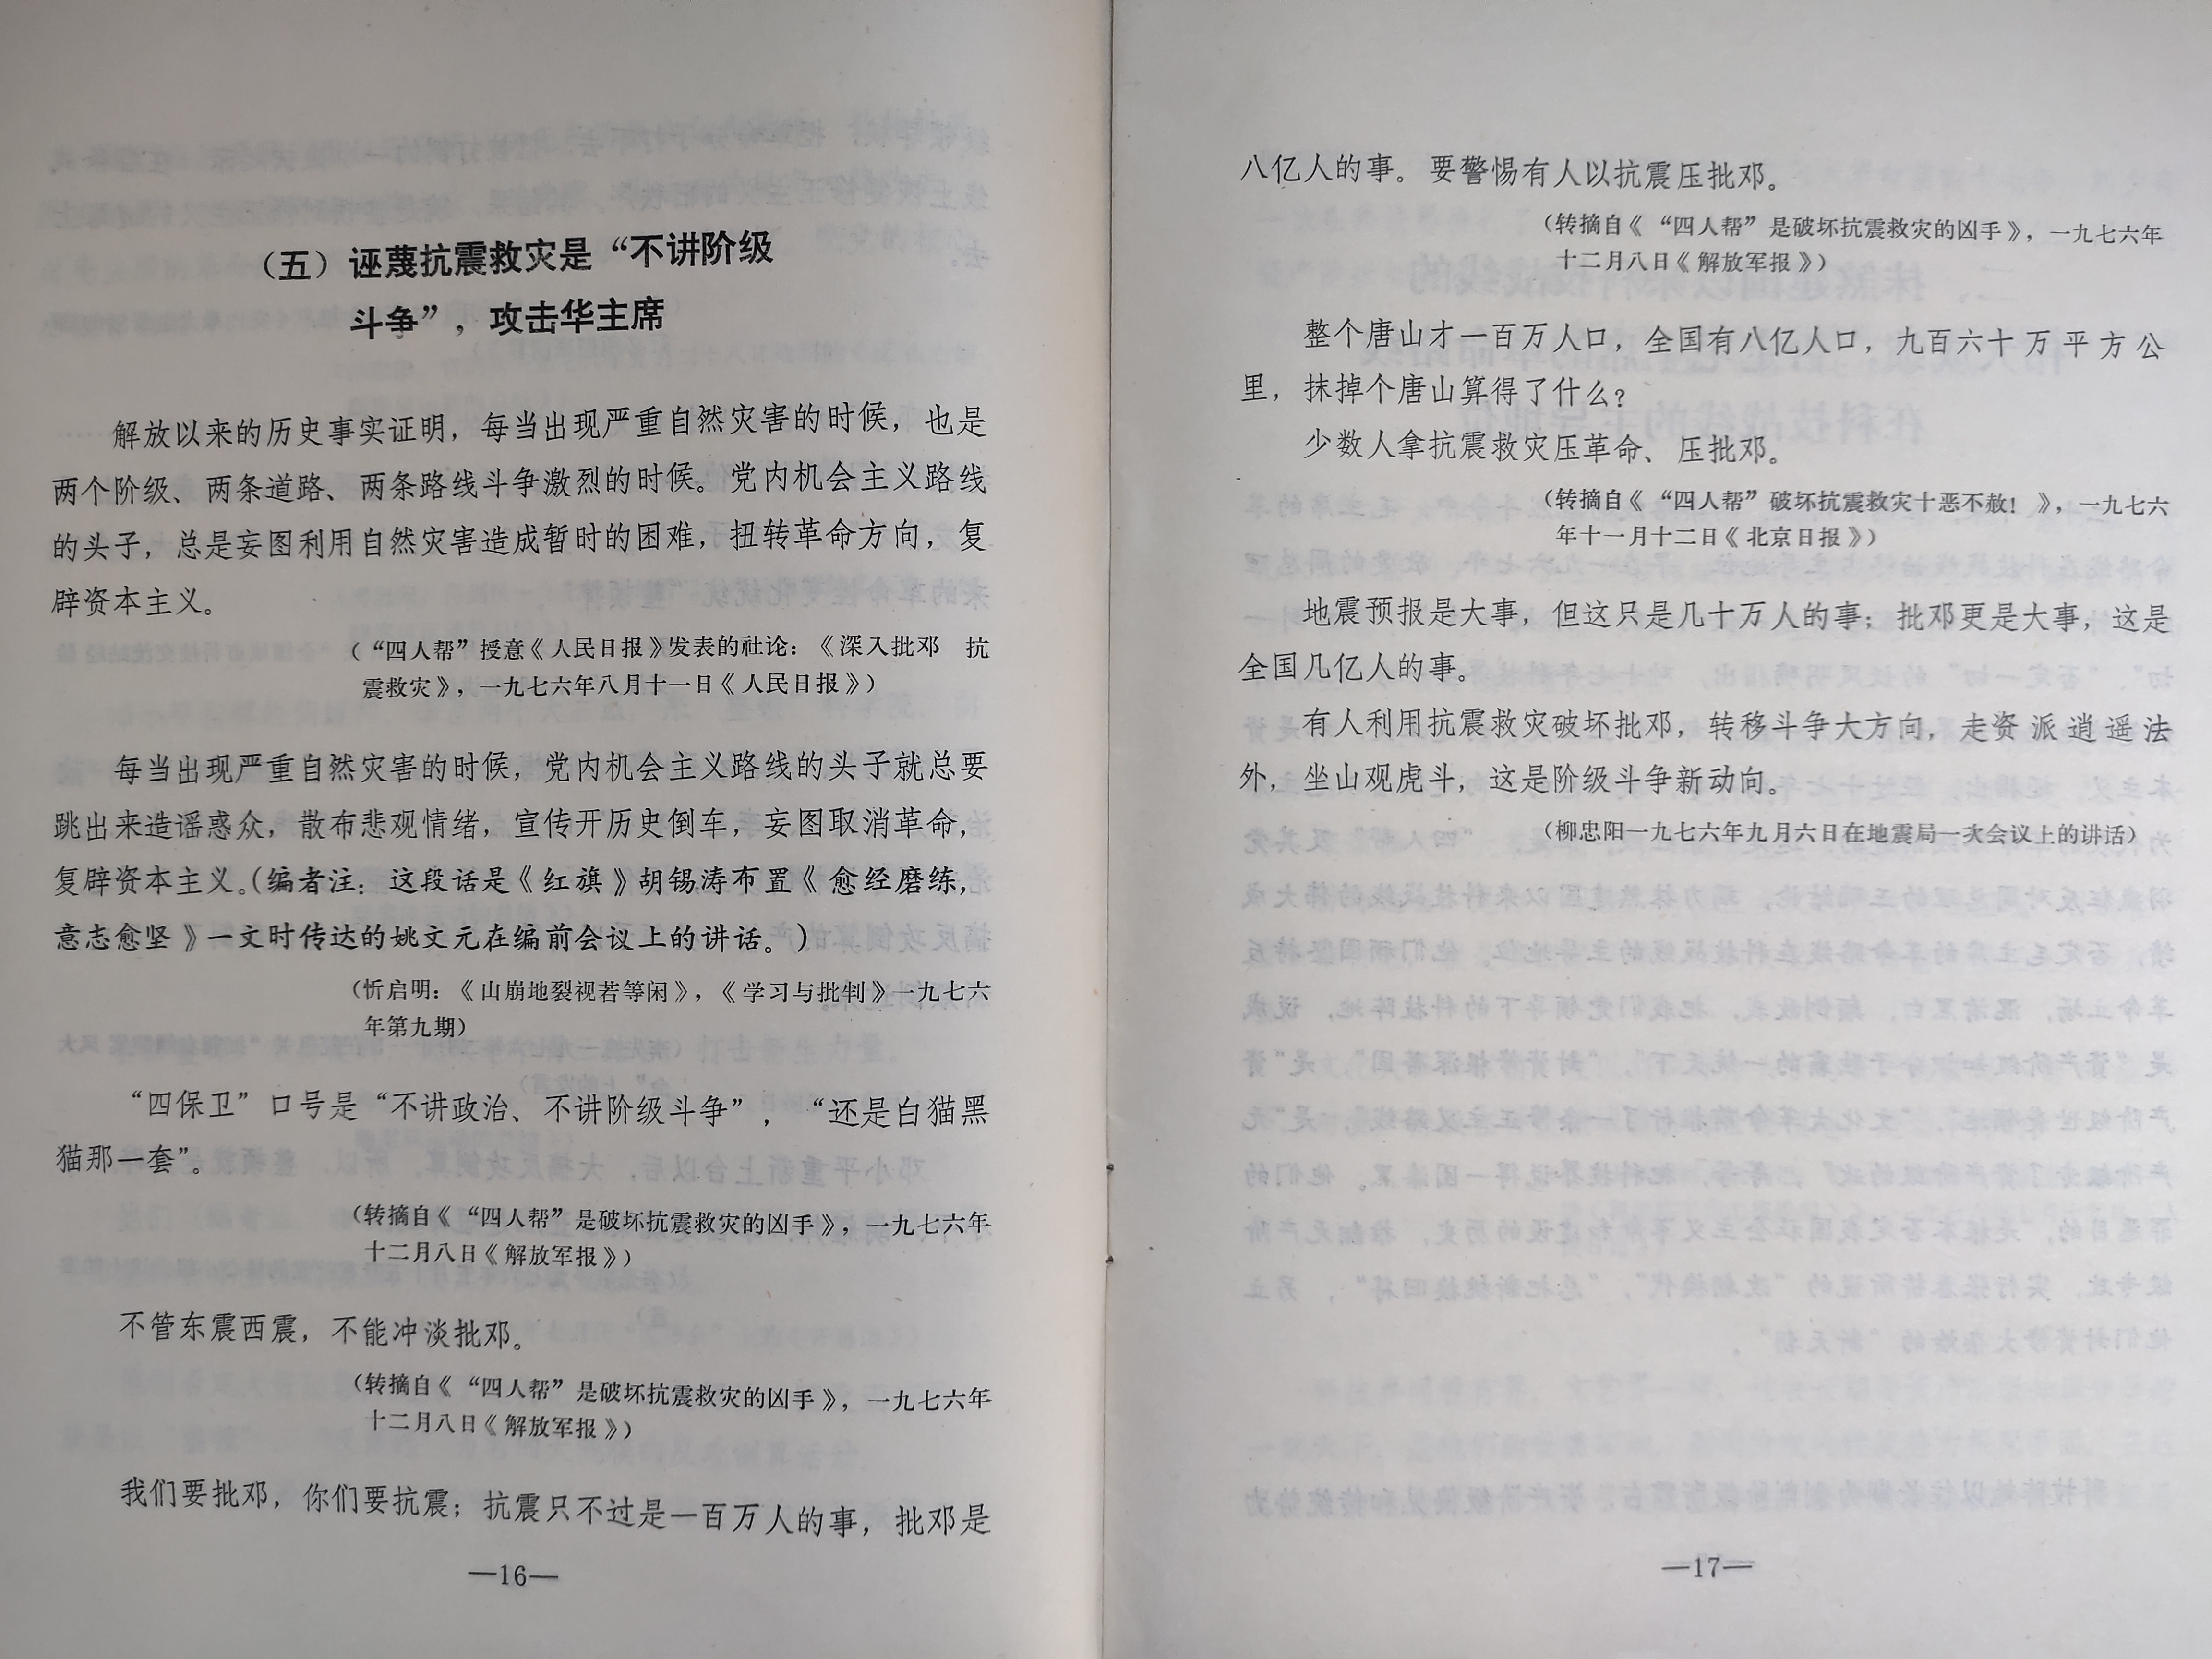 （五）诬蔑抗震救灾是“不讲阶级
斗争”，攻击华主席
解放以来的历史事实证明，每当出现严重自然灾害的时候，也是
两个阶级、两条道路、两条路线斗争激烈的时候。党内机会主义路线
的头子，总是妄图利用自然灾害造成暂时的困难，扭转革命方向，复
辟资本主义。
（“四人帮”授意《人民日报》发表的社论：《深入批邓　抗
震救灾》，一九七六年八月十一日《人民日报》）
每当出现严重自然灾害的时候，党内机会主义路线的头子就总要
跳出来造谣惑众，散布悲观情绪，宣传开历史倒车，妄图取消革命，
复辟资本主义。（编者注：这段话是《红旗》胡锡涛布置《愈经磨练，
意志愈坚》一文时传达的姚文元在编前会议上的讲话。）
（忻启明：《山崩地裂视若等闲》，《学习与批判》一九七六
年第九期）
“四保卫”口号是“不讲政治、不讲阶级斗争”，“还是白猫黑
猫那一套”。
（转摘自《“四人帮”是破坏抗震救灾的凶手》，一九七六年
十二月八日《解放军报》）
不管东震西震，不能冲淡批邓。
（转摘自《“四人帮”是破坏抗震救灾的凶手》，一九七六年
十二月八日《解放军报》）
我们要批邓，你们要抗震；抗震只不过是一百万人的事，批邓是
—16—
八亿人的事。要警惕有人以抗震压批邓。
（转摘自《“四人帮”是破坏抗震救灾的凶手》，一九七六年
十二月八日《解放军报》）
整个唐山才一百万人口，全国有八亿人口，九百六十万平方公
里，抹掉个唐山算得了什么？
少数人拿抗震救灾压革命、压批邓。
（转摘自《“四人帮”破坏抗震救灾十恶不赦！》，一九七六
年十一月十二日《北京日报》）
地震预报是大事，但这只是几十万人的事；批邓更是大事，这是
全国几亿人的事。
有人利用抗震救灾破坏批邓，转移斗争大方向，走资派逍遥法
外，坐山观虎斗，这是阶级斗争新动向。
（柳忠阳一九七六年九月六日在地震局一次会议上的讲话）
—17—